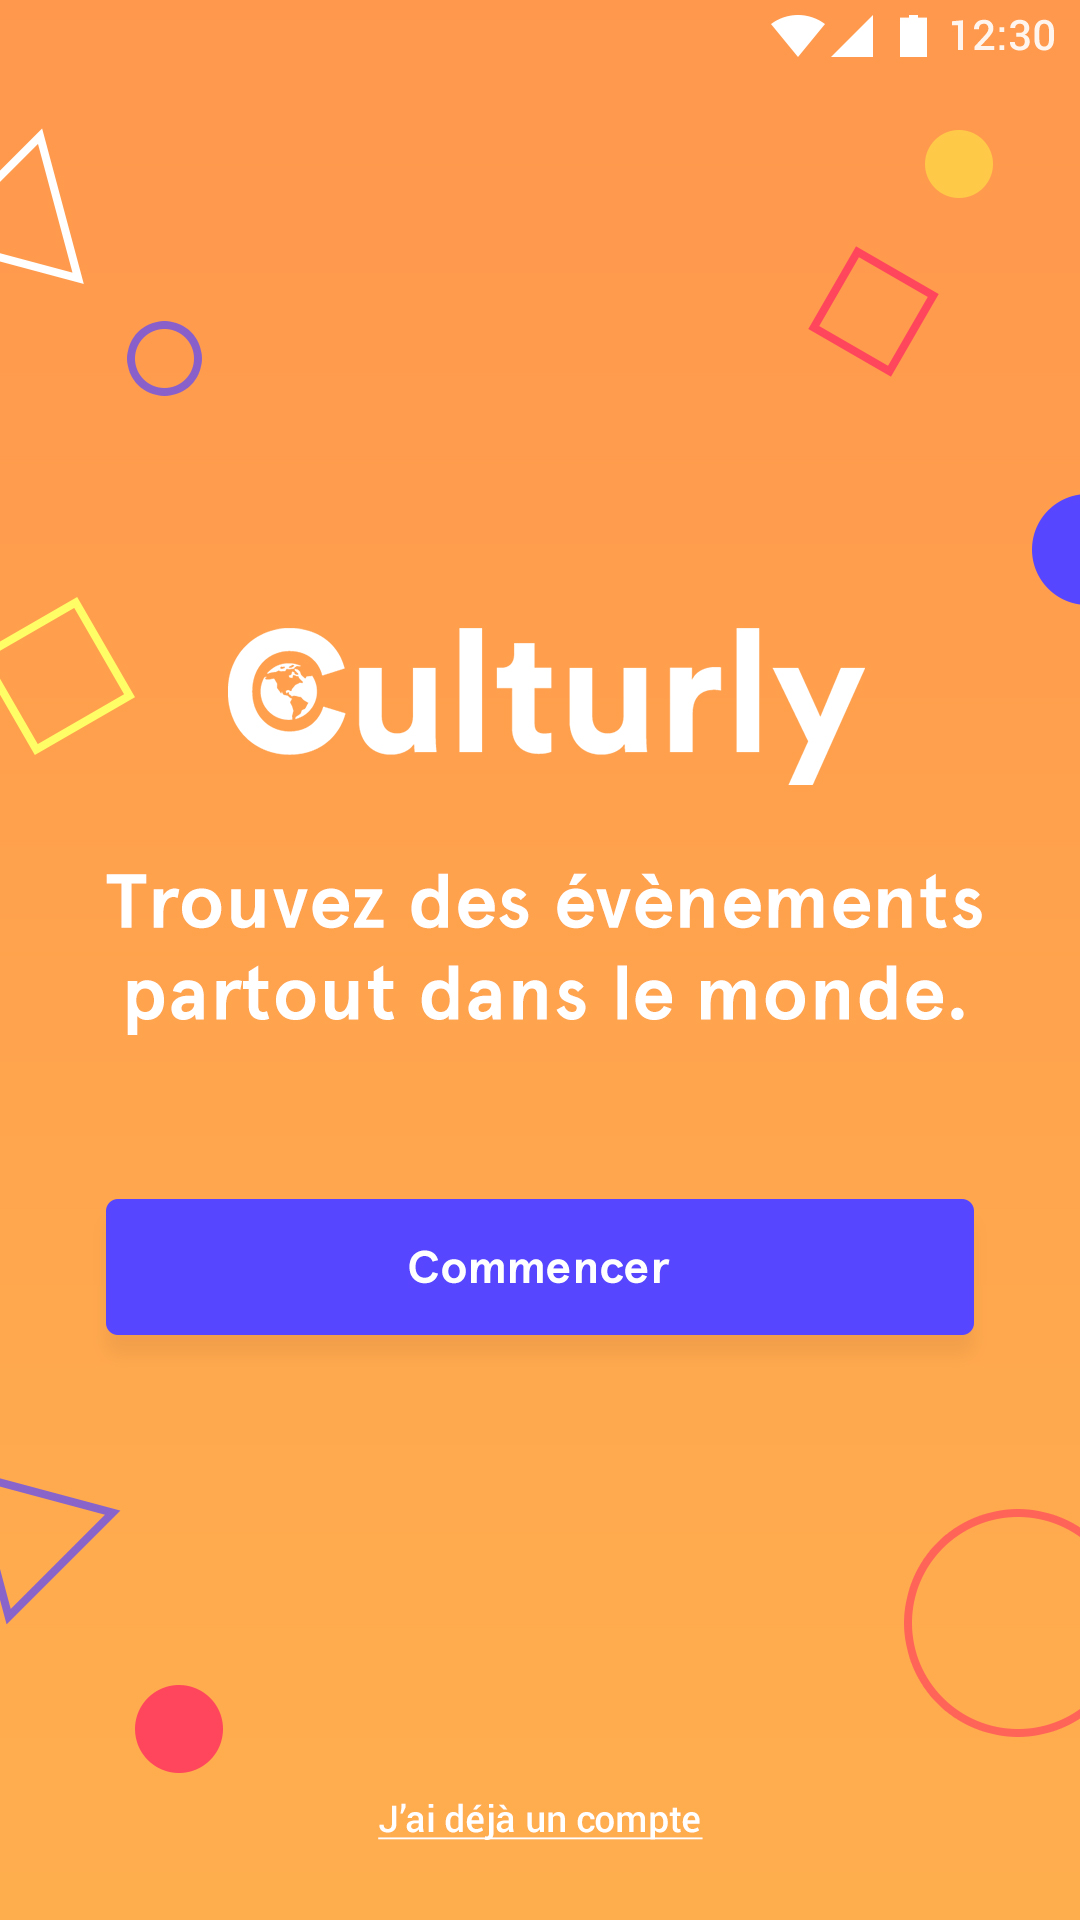 12:30
Culturly
Trouvez des évènements
partout dans le monde.
Commencer
J’ai déjà un compte